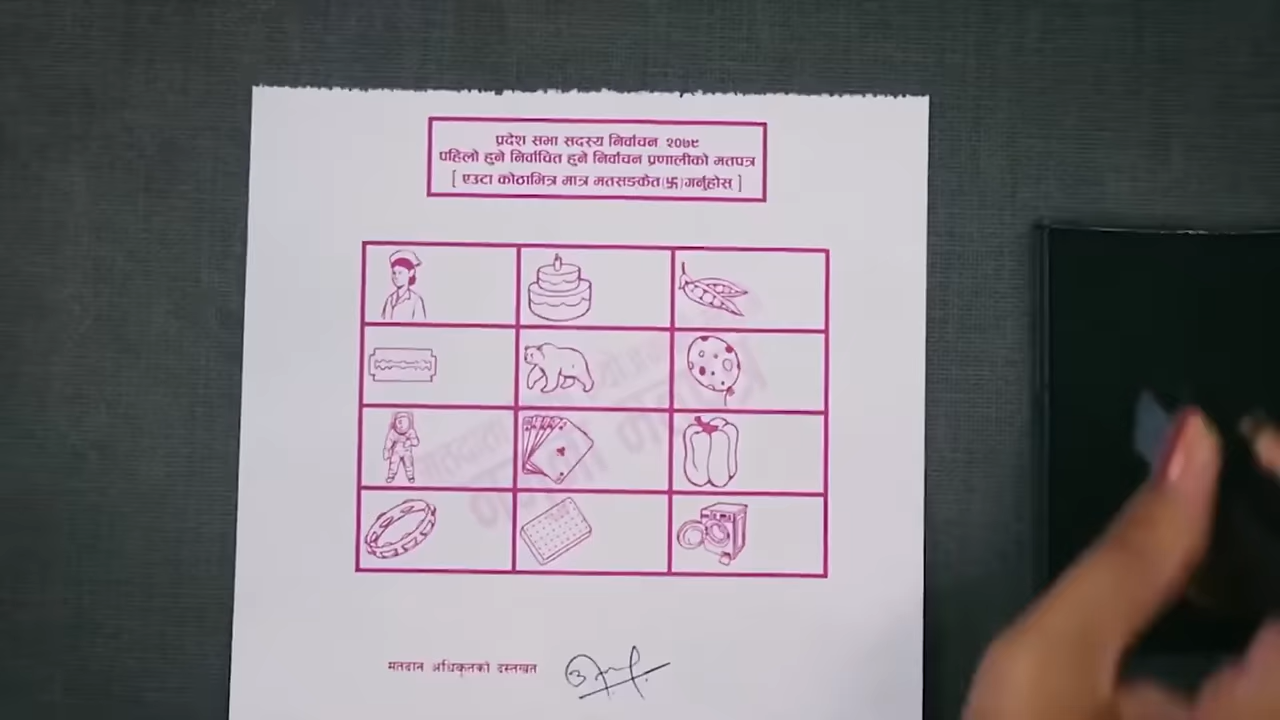 प्रदेश सभा सदस्य निर्वाचन २०७९
पहिलो हुने निर्वाचित हुने निर्वाचन प्रणालीको मतपत्र
[ एउटा कोठाभित्र मात्र मतसङ्केत(卐)गर्नुहोस् ]
मतदान अधिकृतको दस्तखत